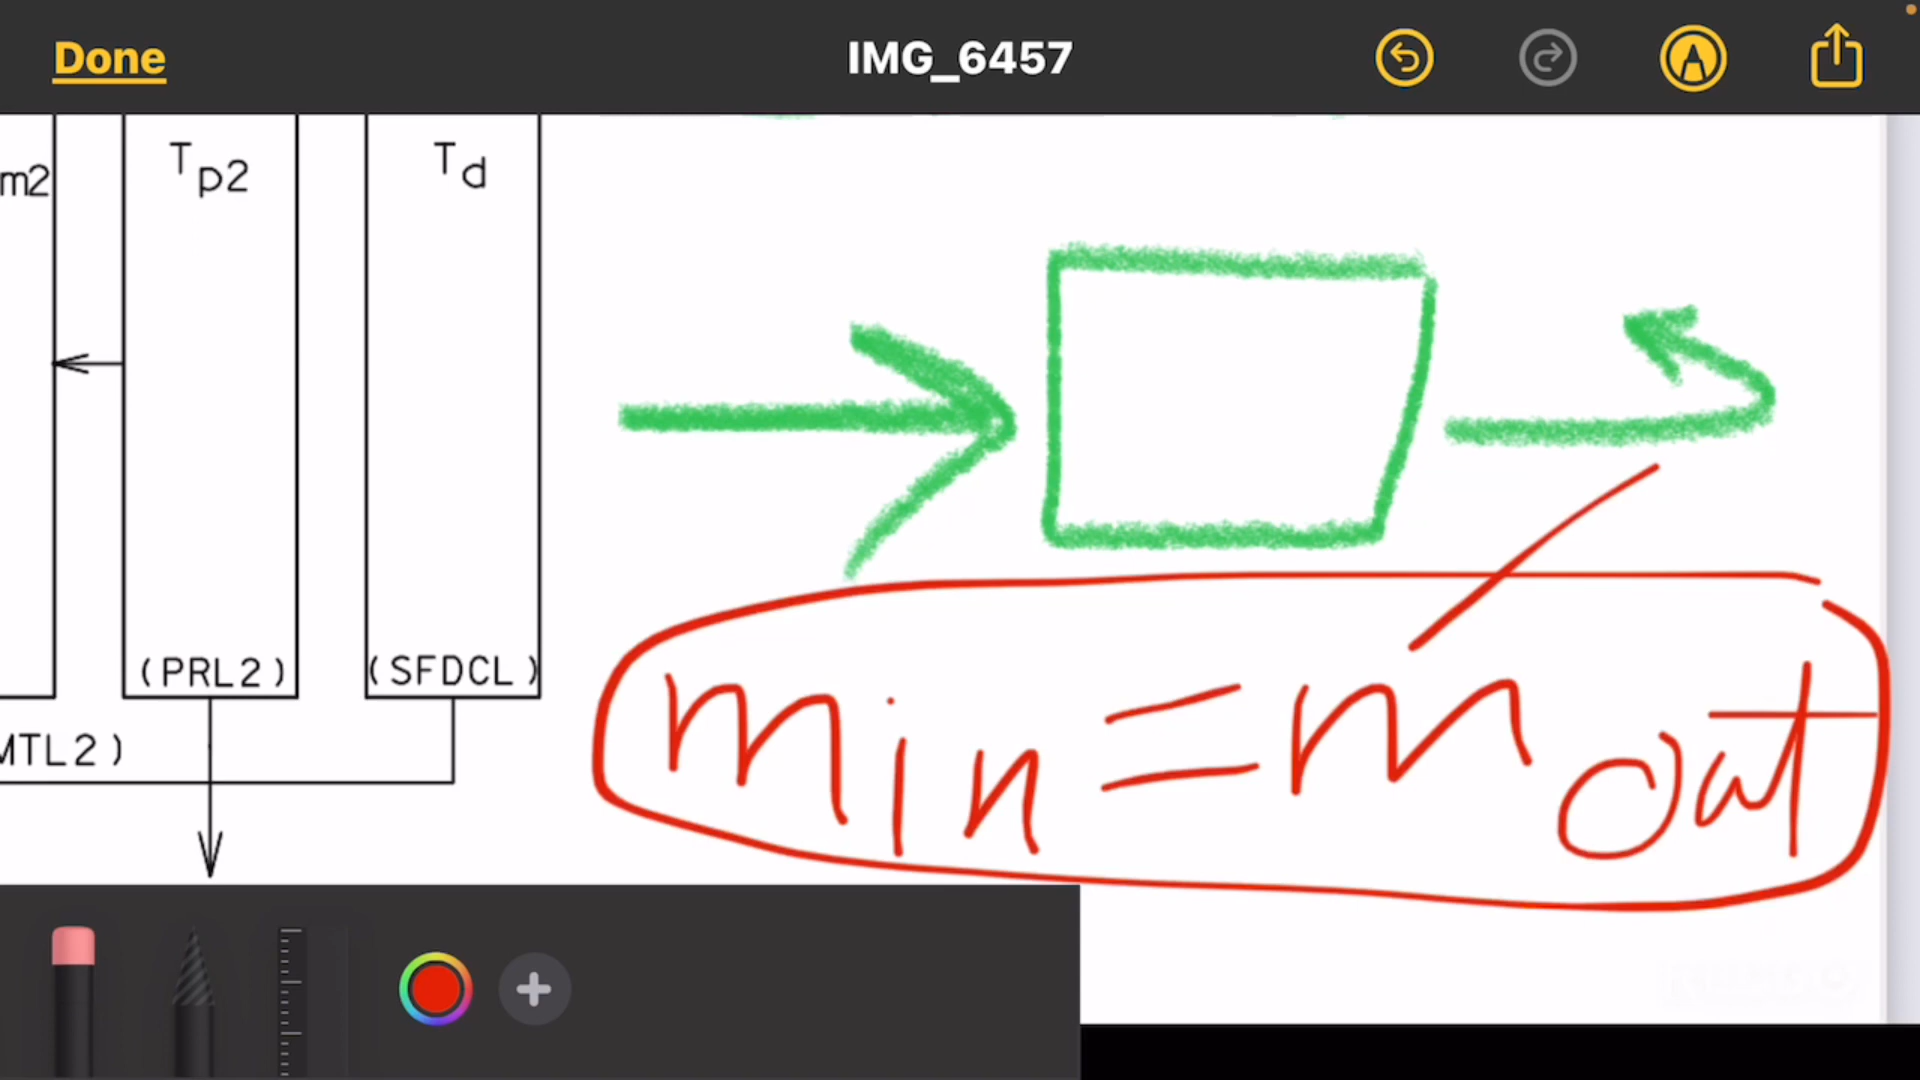 Done
IMG_6457
m2
Tp2
Td
(PRL2)
(SFDCL)
MTL2)
min = mout